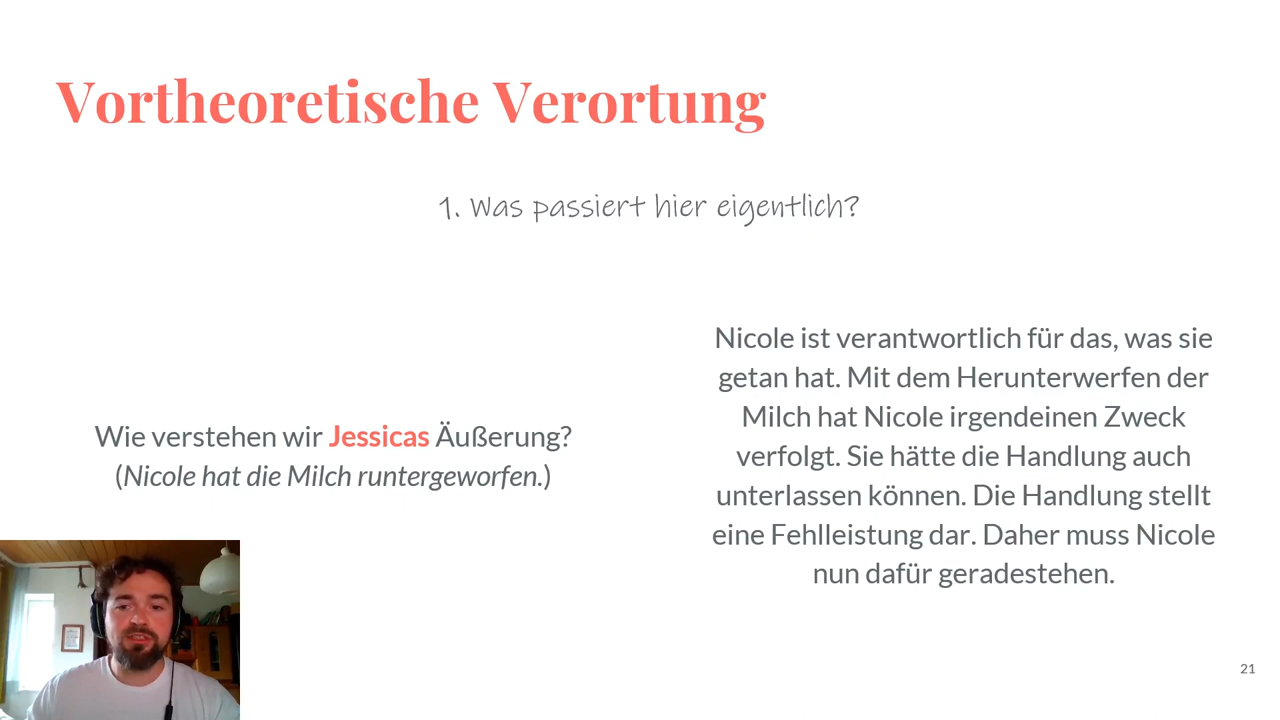 Vortheoretische Verortung
1. Was passiert hier eigentlich?
Wie verstehen wir Jessicas Äußerung?
(Nicole hat die Milch runtergeworfen.)
Nicole ist verantwortlich für das, was sie
getan hat. Mit dem Herunterwerfen der
Milch hat Nicole irgendeinen Zweck
verfolgt. Sie hätte die Handlung auch
unterlassen können. Die Handlung stellt
eine Fehlleistung dar. Daher muss Nicole
nun dafür geradestehen.
21